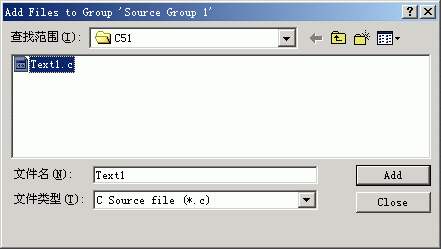 Add Files to Group 'Source Group 1'
查找范围(I): C51
Text1.c
文件名(N): Text1 Add
文件类型(T): C Source file (*.c) Close